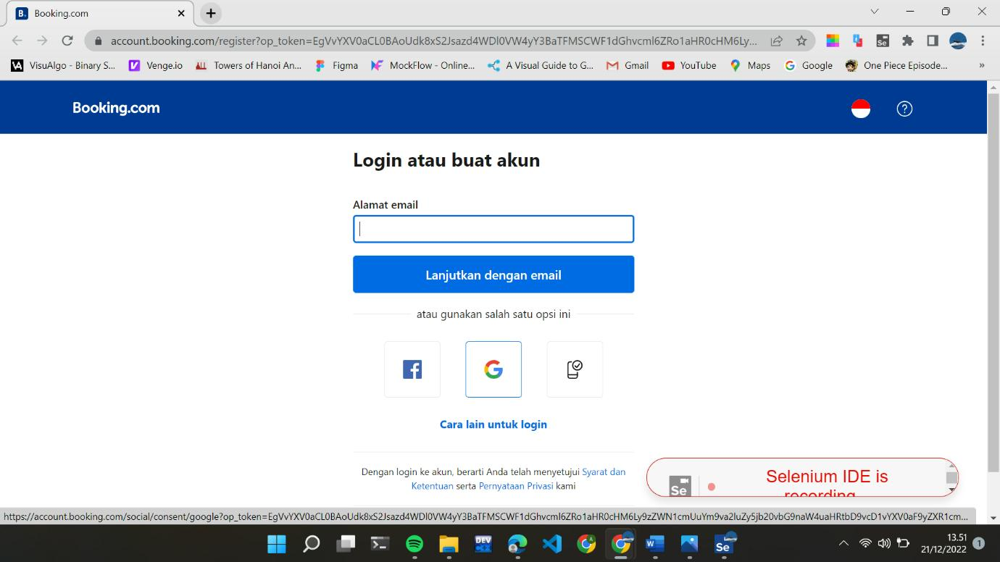 Booking.com
account.booking.com/register?op_token=EgVvYXV0aCL0BAoUdk8xS2Jsazd4WDl0VW4yY3BaTFMSCWF1dGhvcml6ZRo1aHR0cHM6Ly...
VisuAlgo - Binary S...
Venge.io
Towers of Hanoi An...
Figma
MockFlow - Online...
A Visual Guide to G...
Gmail
YouTube
Maps
Google
One Piece Episode...
»
Booking.com
Login atau buat akun
Alamat email
Lanjutkan dengan email
atau gunakan salah satu opsi ini
Cara lain untuk login
Dengan login ke akun, berarti Anda telah menyetujui Syarat dan
Ketentuan serta Pernyataan Privasi kami
Se
Selenium IDE is
recording...
https://account.booking.com/social/consent/google?op_token=EgVvYXV0aCL0BAoUdk8xS2Jsazd4WDl0VW4yY3BaTFMSCWF1dGhvcml6ZRo1aHR0cHM6Ly9zZWN1cmUuYm9va2luZy5jb20vbG9naW4uaHRtbD9vcD1vYXV0aF9yZXR1cm...
DEV
C++
Se
13.51
21/12/2022
1